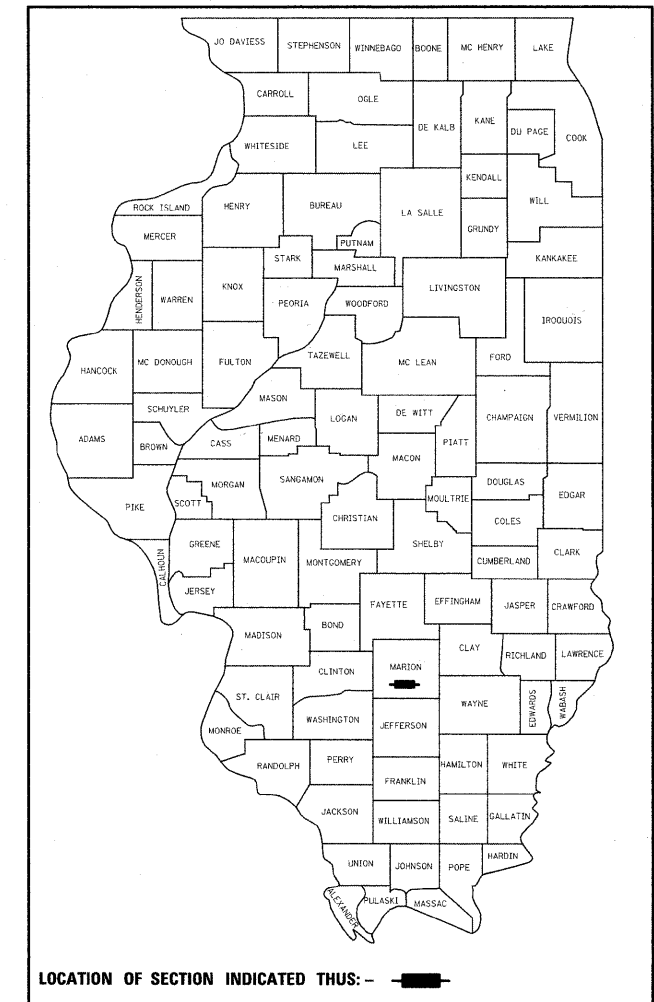 JO DAVIESS STEPHENSON WINNEBAGO BOONE MC HENRY LAKE
CARROLL OGLE
DE KALB KANE DU PAGE COOK
WHITESIDE LEE
KENDALL
ROCK ISLAND HENRY BUREAU LA SALLE WILL
MERCER PUTNAM GRUNDY
STARK MARSHALL KANKAKEE
HENDERSON WARREN KNOX PEORIA WOODFORD LIVINGSTON IROQUOIS
HANCOCK MC DONOUGH FULTON TAZEWELL MC LEAN FORD
MASON
SCHUYLER LOGAN DE WITT CHAMPAIGN VERMILION
ADAMS BROWN CASS MENARD PIATT
MACON
MORGAN SANGAMON DOUGLAS
PIKE SCOTT CHRISTIAN MOULTRIE COLES EDGAR
GREENE SHELBY
CALHOUN MACOUPIN MONTGOMERY CUMBERLAND CLARK
JERSEY FAYETTE EFFINGHAM JASPER CRAWFORD
MADISON BOND
CLAY RICHLAND LAWRENCE
CLINTON MARION
ST. CLAIR WAYNE EDWARDS WABASH
WASHINGTON JEFFERSON
MONROE
RANDOLPH PERRY HAMILTON WHITE
FRANKLIN
JACKSON WILLIAMSON SALINE GALLATIN
UNION JOHNSON POPE HARDIN
ALEXANDER PULASKI MASSAC
LOCATION OF SECTION INDICATED THUS: -